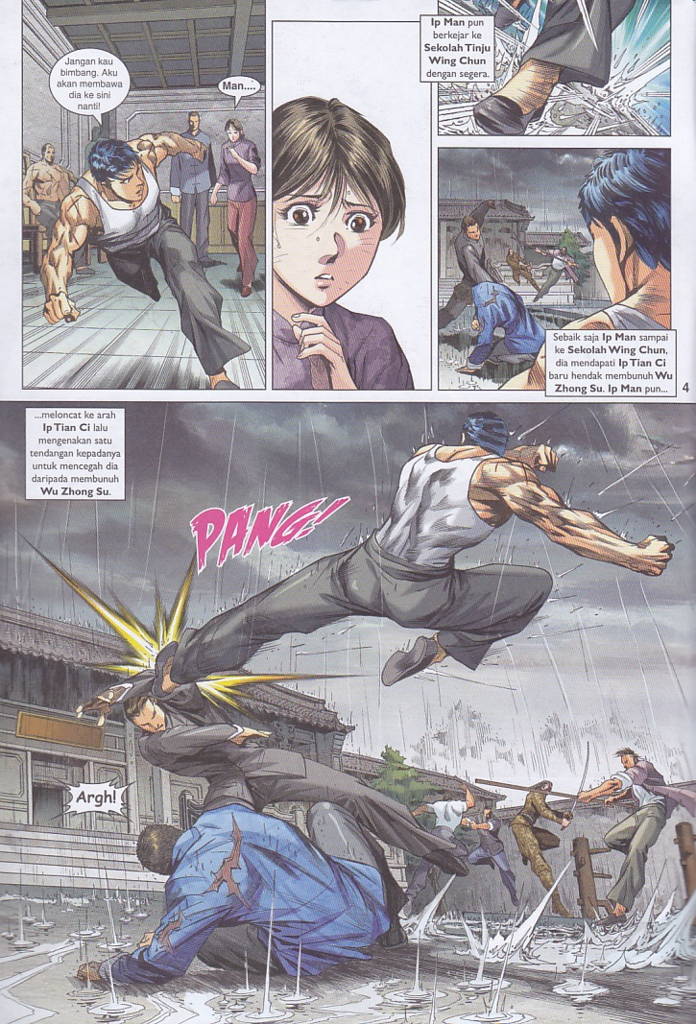 Jangan kau
bimbang. Aku
akan membawa
dia ke sini
nanti!
Man....
Ip Man pun
berkejar ke
Sekolah Tinju
Wing Chun
dengan segera.
Sebaik saja Ip Man sampai
ke Sekolah Wing Chun,
dia mendapati Ip Tian Ci
baru hendak membunuh Wu
Zhong Su. Ip Man pun...
4
...meloncat ke arah
Ip Tian Ci lalu
mengenakan satu
tendangan kepadanya
untuk mencegah dia
daripada membunuh
Wu Zhong Su.
PANG!
Argh!